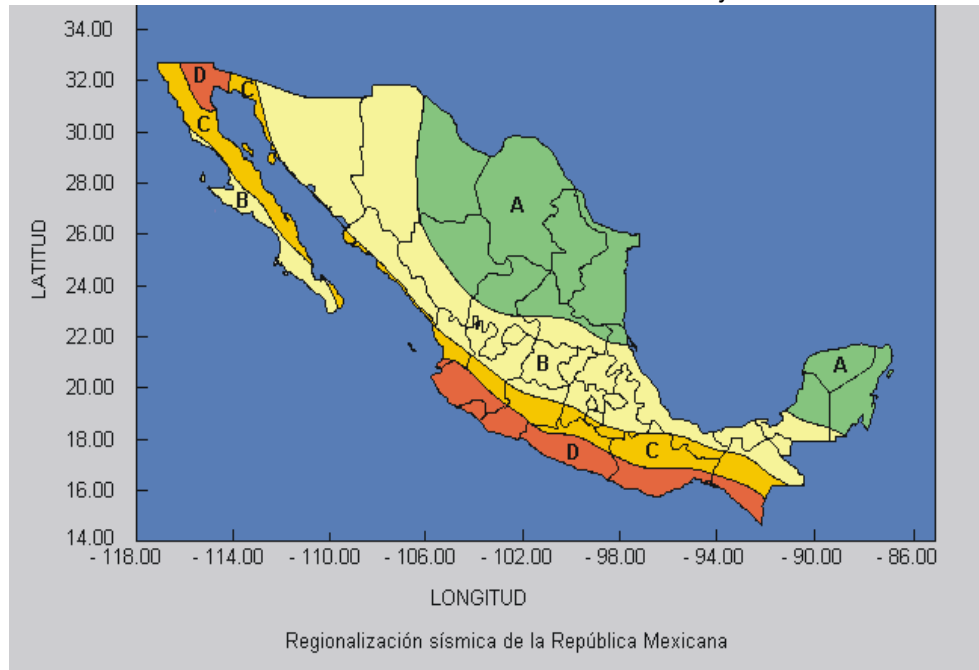 34.00
32.00
30.00
28.00
26.00
24.00
22.00
20.00
18.00
16.00
14.00
LATITUD
D
C
C
B
A
A
B
C
D
- 118.00 - 114.00 - 110.00 - 106.00 - 102.00 - 98.00 - 94.00 - 90.00 - 86.00
LONGITUD
Regionalización sísmica de la República Mexicana